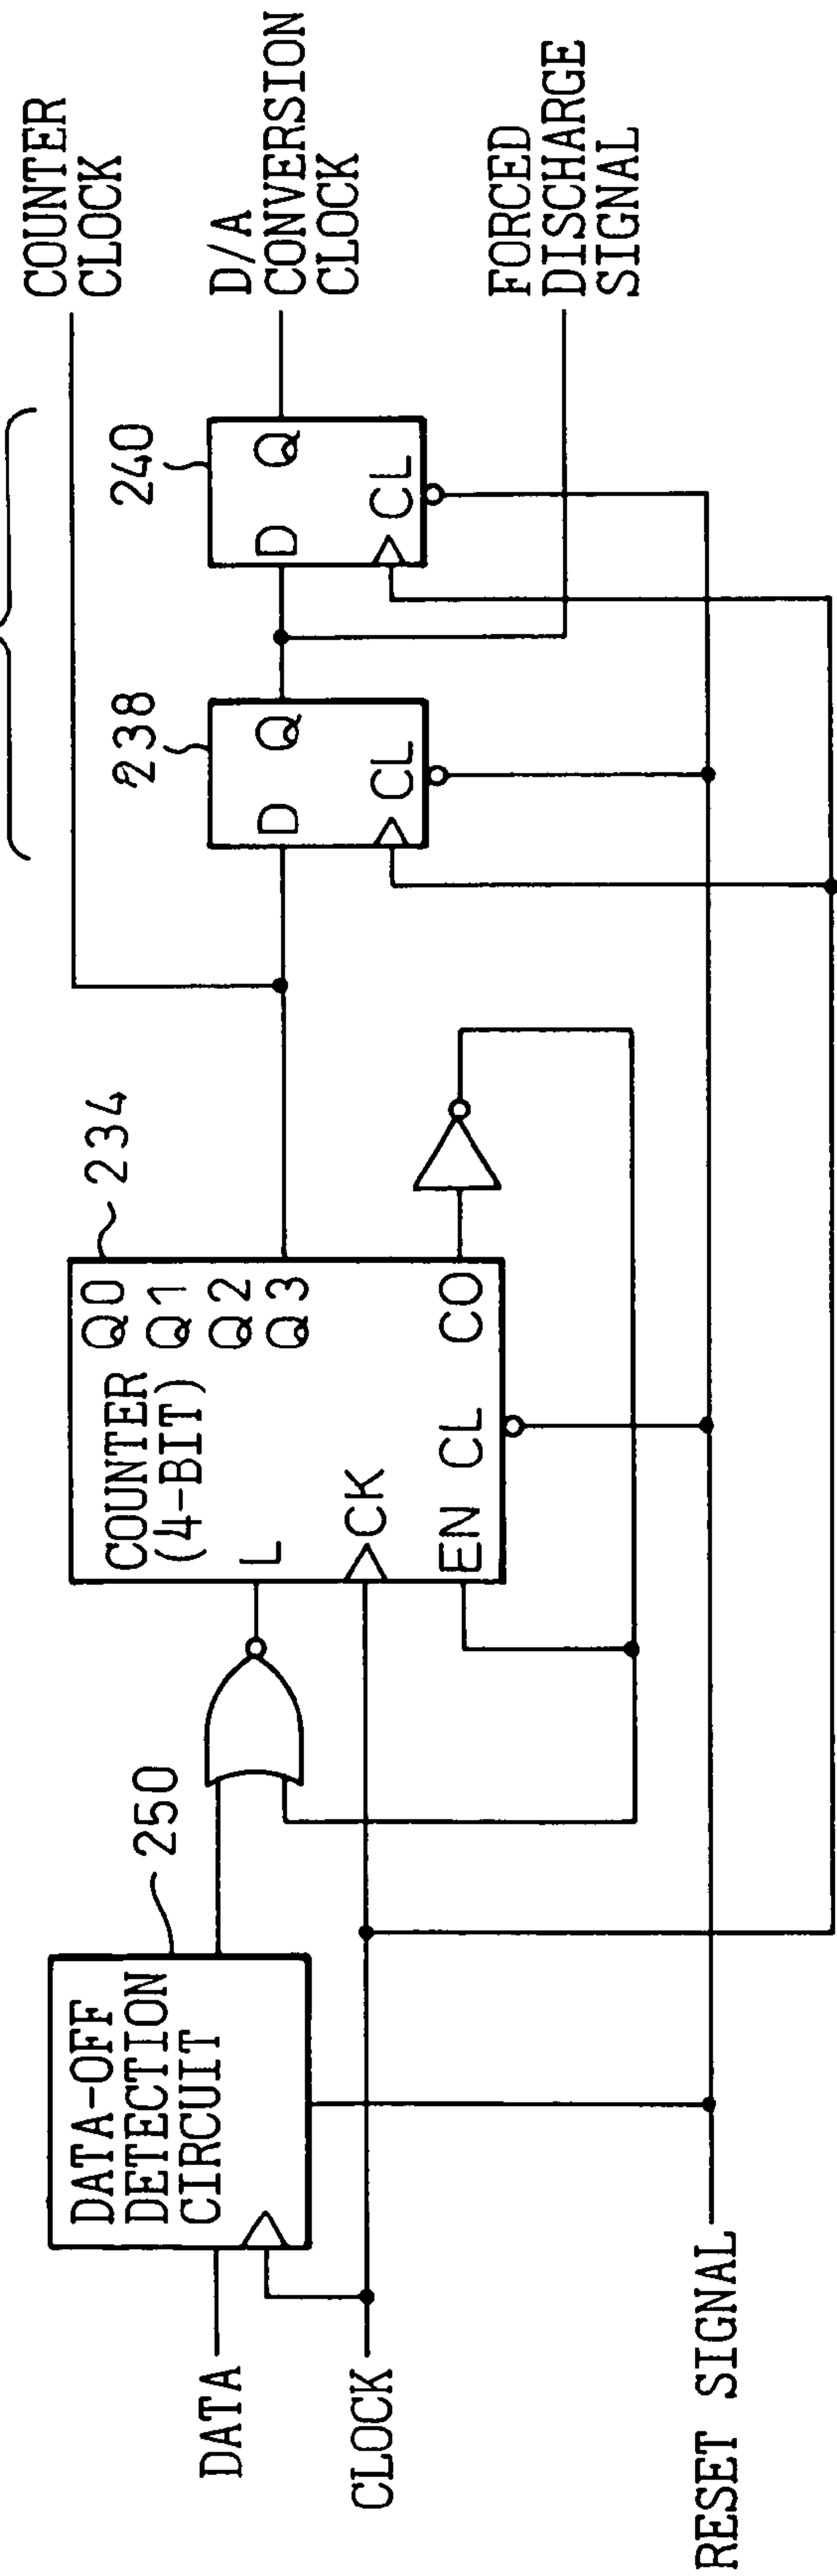 COUNTER
CLOCK
D/A
CONVERSION
CLOCK
FORCED
DISCHARGE
SIGNAL
240
D Q
CL
238
D Q
CL
234
COUNTER
(4-BIT)
Q0
Q1
Q2
Q3
L
CK
EN CL CO
250
DATA-OFF
DETECTION
CIRCUIT
DATA
CLOCK
RESET SIGNAL